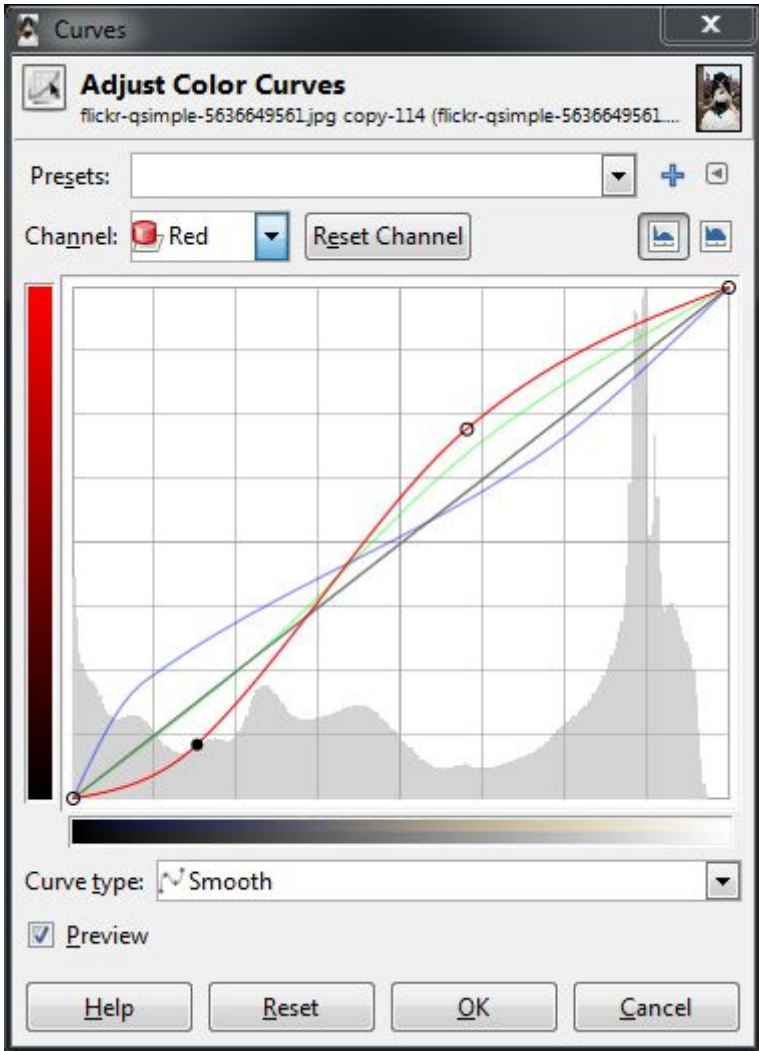 Curves
Adjust Color Curves
flickr-qsimple-5636649561.jpg copy-114 (flickr-qsimple-5636649561....
Presets:
Channel: Red Reset Channel
Curve type: Smooth
Preview
Help Reset OK Cancel